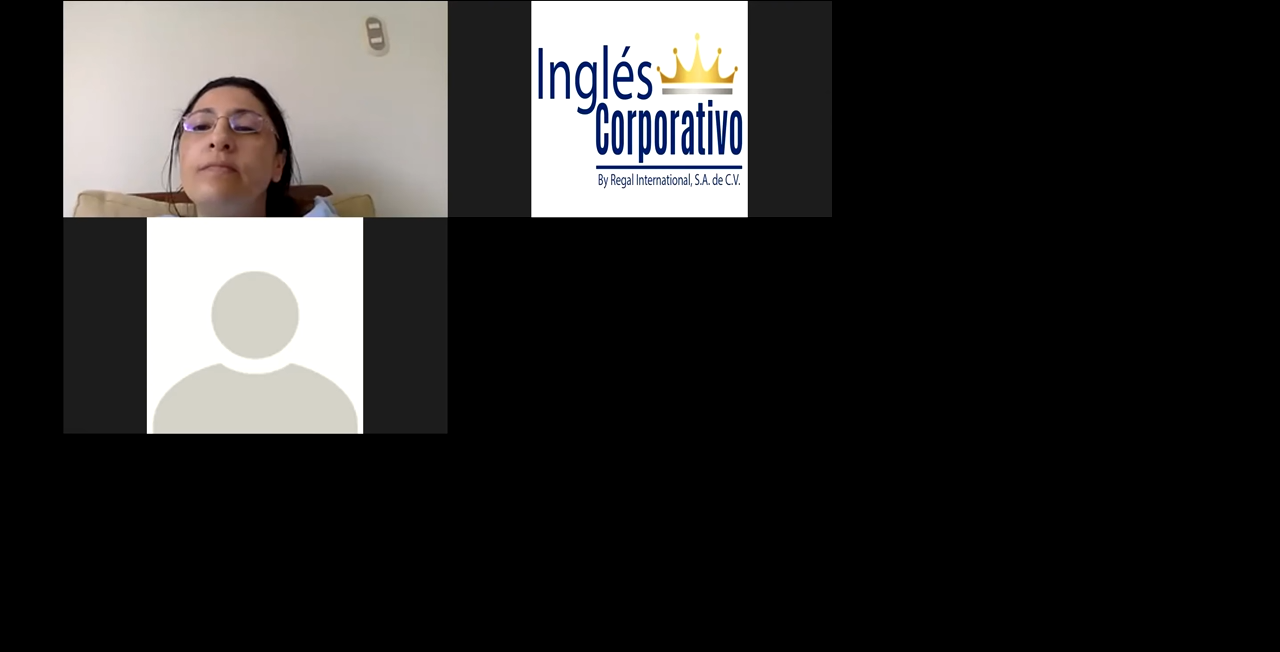 Inglés
Corporativo
By Regal International, S.A. de C.V.